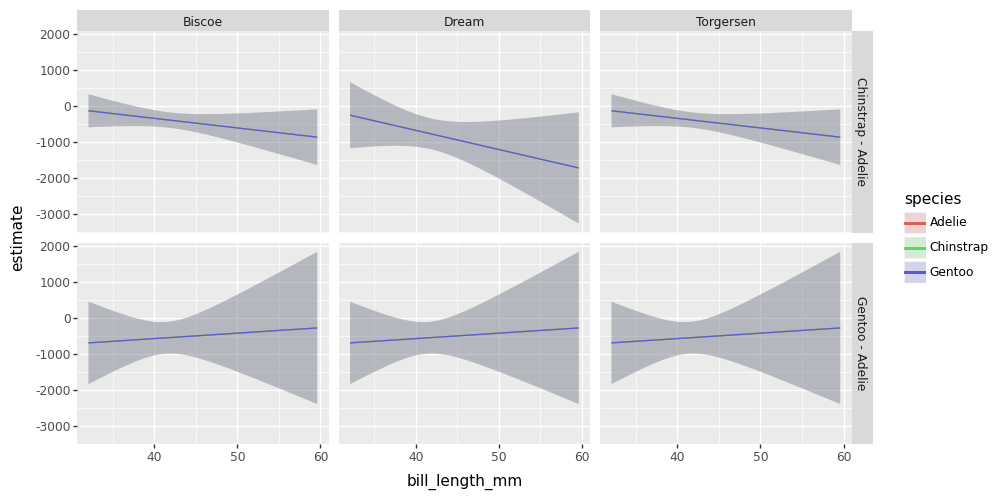 Biscoe Dream Torgersen
2000
1000
0
-1000
-2000
-3000
Chinstrap - Adelie
2000
1000
0
-1000
-2000
-3000
Gentoo - Adelie
40 50 60 40 50 60 40 50 60
bill_length_mm
estimate
species
Adelie
Chinstrap
Gentoo